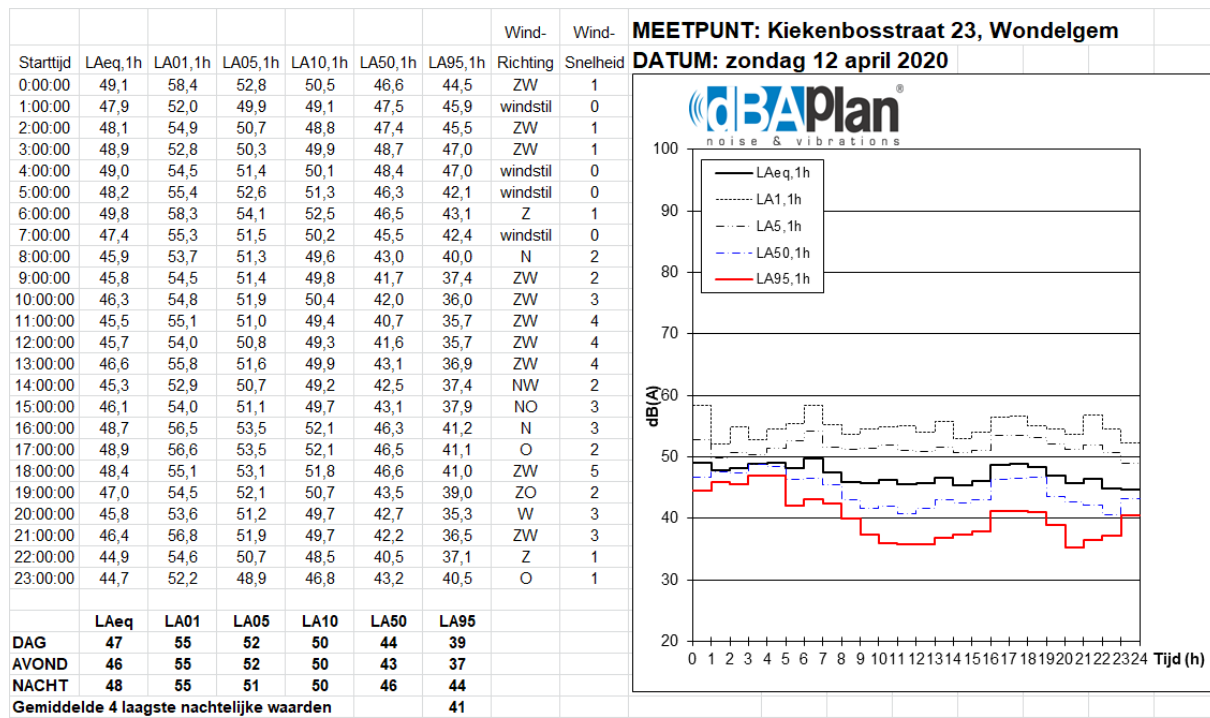 MEETPUNT: Kiekenbosstraat 23, Wondelgem
DATUM: zondag 12 april 2020
Wind- Wind-
Starttijd LAeq,1h LA01,1h LA05,1h LA10,1h LA50,1h LA95,1h Richting Snelheid
0:00:00 49,1 58,4 52,8 50,5 46,6 44,5 ZW 1
1:00:00 47,9 52,0 49,9 49,1 47,5 45,9 windstil 0
2:00:00 48,1 54,9 50,7 48,8 47,4 45,5 ZW 1
3:00:00 48,9 52,8 50,3 49,9 48,7 47,0 ZW 1
4:00:00 49,0 54,5 51,4 50,1 48,4 47,0 windstil 0
5:00:00 48,2 55,4 52,6 51,3 46,3 42,1 windstil 0
6:00:00 49,8 58,3 54,1 52,5 46,5 43,1 Z 1
7:00:00 47,4 55,3 51,5 50,2 45,5 42,4 windstil 0
8:00:00 45,9 53,7 51,3 49,6 43,0 40,0 N 2
9:00:00 45,8 54,5 51,4 49,8 41,7 37,4 ZW 2
10:00:00 46,3 54,8 51,9 50,4 42,0 36,0 ZW 3
11:00:00 45,5 55,1 51,0 49,4 40,7 35,7 ZW 4
12:00:00 45,7 54,0 50,8 49,3 41,6 35,7 ZW 4
13:00:00 46,6 55,8 51,6 49,9 43,1 36,9 ZW 4
14:00:00 45,3 52,9 50,7 49,2 42,5 37,4 NW 2
15:00:00 46,1 54,0 51,1 49,7 43,1 37,9 NO 3
16:00:00 48,7 56,5 53,5 52,1 46,3 41,2 N 3
17:00:00 48,9 56,6 53,5 52,1 46,5 41,1 O 2
18:00:00 48,4 55,1 53,1 51,8 46,6 41,0 ZW 5
19:00:00 47,0 54,5 52,1 50,7 43,5 39,0 ZO 2
20:00:00 45,8 53,6 51,2 49,7 42,7 35,3 W 3
21:00:00 46,4 56,8 51,9 49,7 42,2 36,5 ZW 3
22:00:00 44,9 54,6 50,7 48,5 40,5 37,1 Z 1
23:00:00 44,7 52,2 48,9 46,8 43,2 40,5 O 1
LAeq LA01 LA05 LA10 LA50 LA95
DAG 47 55 52 50 44 39
AVOND 46 55 52 50 43 37
NACHT 48 55 51 50 46 44
Gemiddelde 4 laagste nachtelijke waarden 41
dBAPlan®
noise & vibrations
LAeq,1h
LA1,1h
LA5,1h
LA50,1h
LA95,1h
dB(A)
100
90
80
70
60
50
40
30
20
0 1 2 3 4 5 6 7 8 9 10 11 12 13 14 15 16 17 18 19 20 21 22 23 24 Tijd (h)